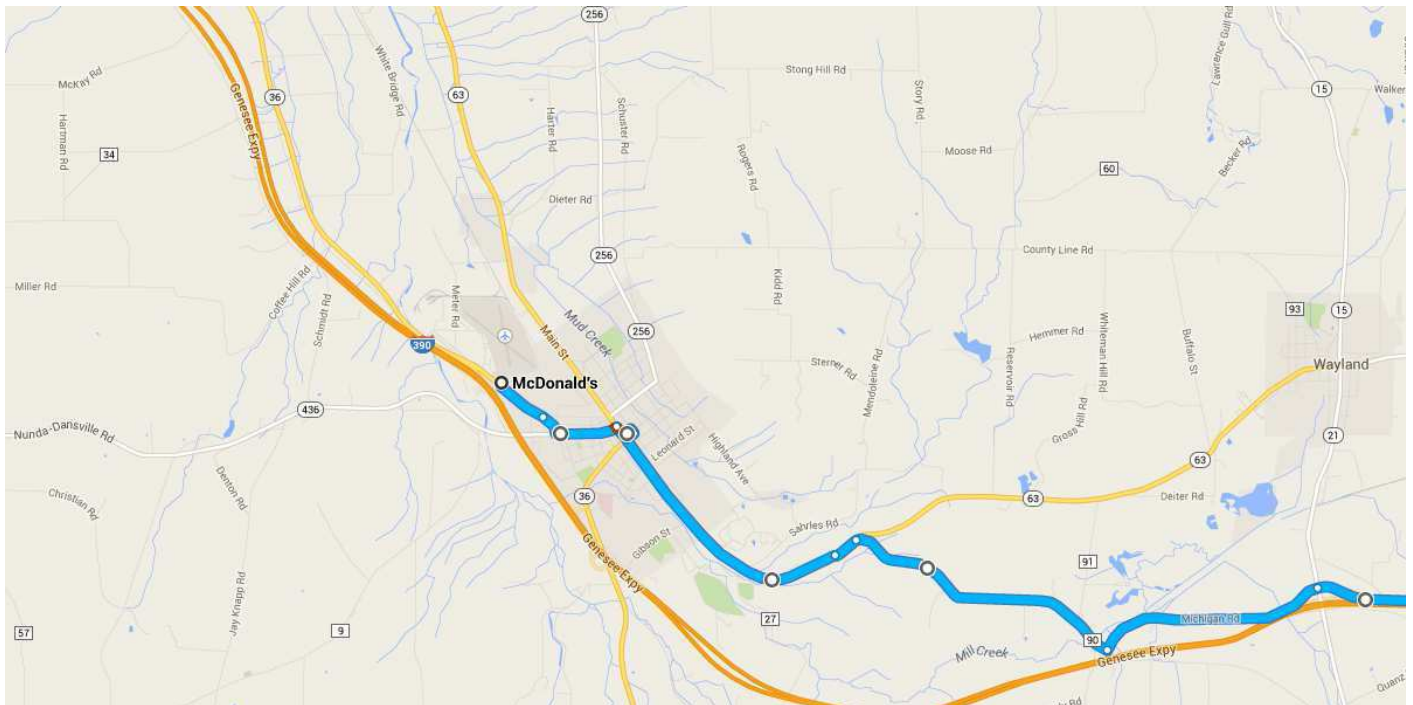 256
Lawrence Gull Rd
McKay Rd
White Bridge Rd
Stong Hill Rd
15
Walker
36
63
Genesee Expy
Harter Rd
Schuster Rd
Story Rd
Hartman Rd
34
Rogers Rd
Moose Rd
60
Becker Rd
Dieter Rd
256
County Line Rd
Miller Rd
Coffee Hill Rd
Schmidt Rd
Meter Rd
Kidd Rd
93
15
Mud Creek
Main St
256
Hemmer Rd
Whiteman Hill Rd
Buffalo St
390
Sterner Rd
Mendoleine Rd
Reservoir Rd
Wayland
McDonald's
436
Nunda-Dansville Rd
Leonard St
Highland Ave
Gross Hill Rd
21
63
Christian Rd
Denton Rd
36
63
Deiter Rd
Sahrles Rd
Gibson St
Genesee Expy
91
Jay Knapp Rd
27
Michigan Rd
57
9
90
Mill Creek
Genesee Expy
Quanz